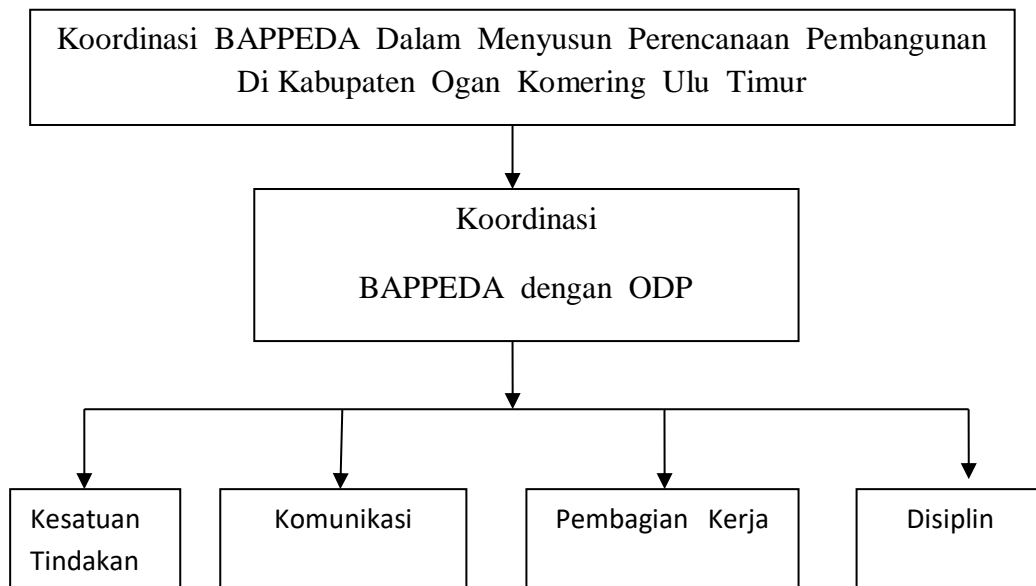 Koordinasi BAPPEDA Dalam Menyusun Perencanaan Pembangunan
Di Kabupaten Ogan Komering Ulu Timur
Koordinasi
BAPPEDA dengan ODP
Kesatuan
Tindakan
Komunikasi
Pembagian Kerja
Disiplin